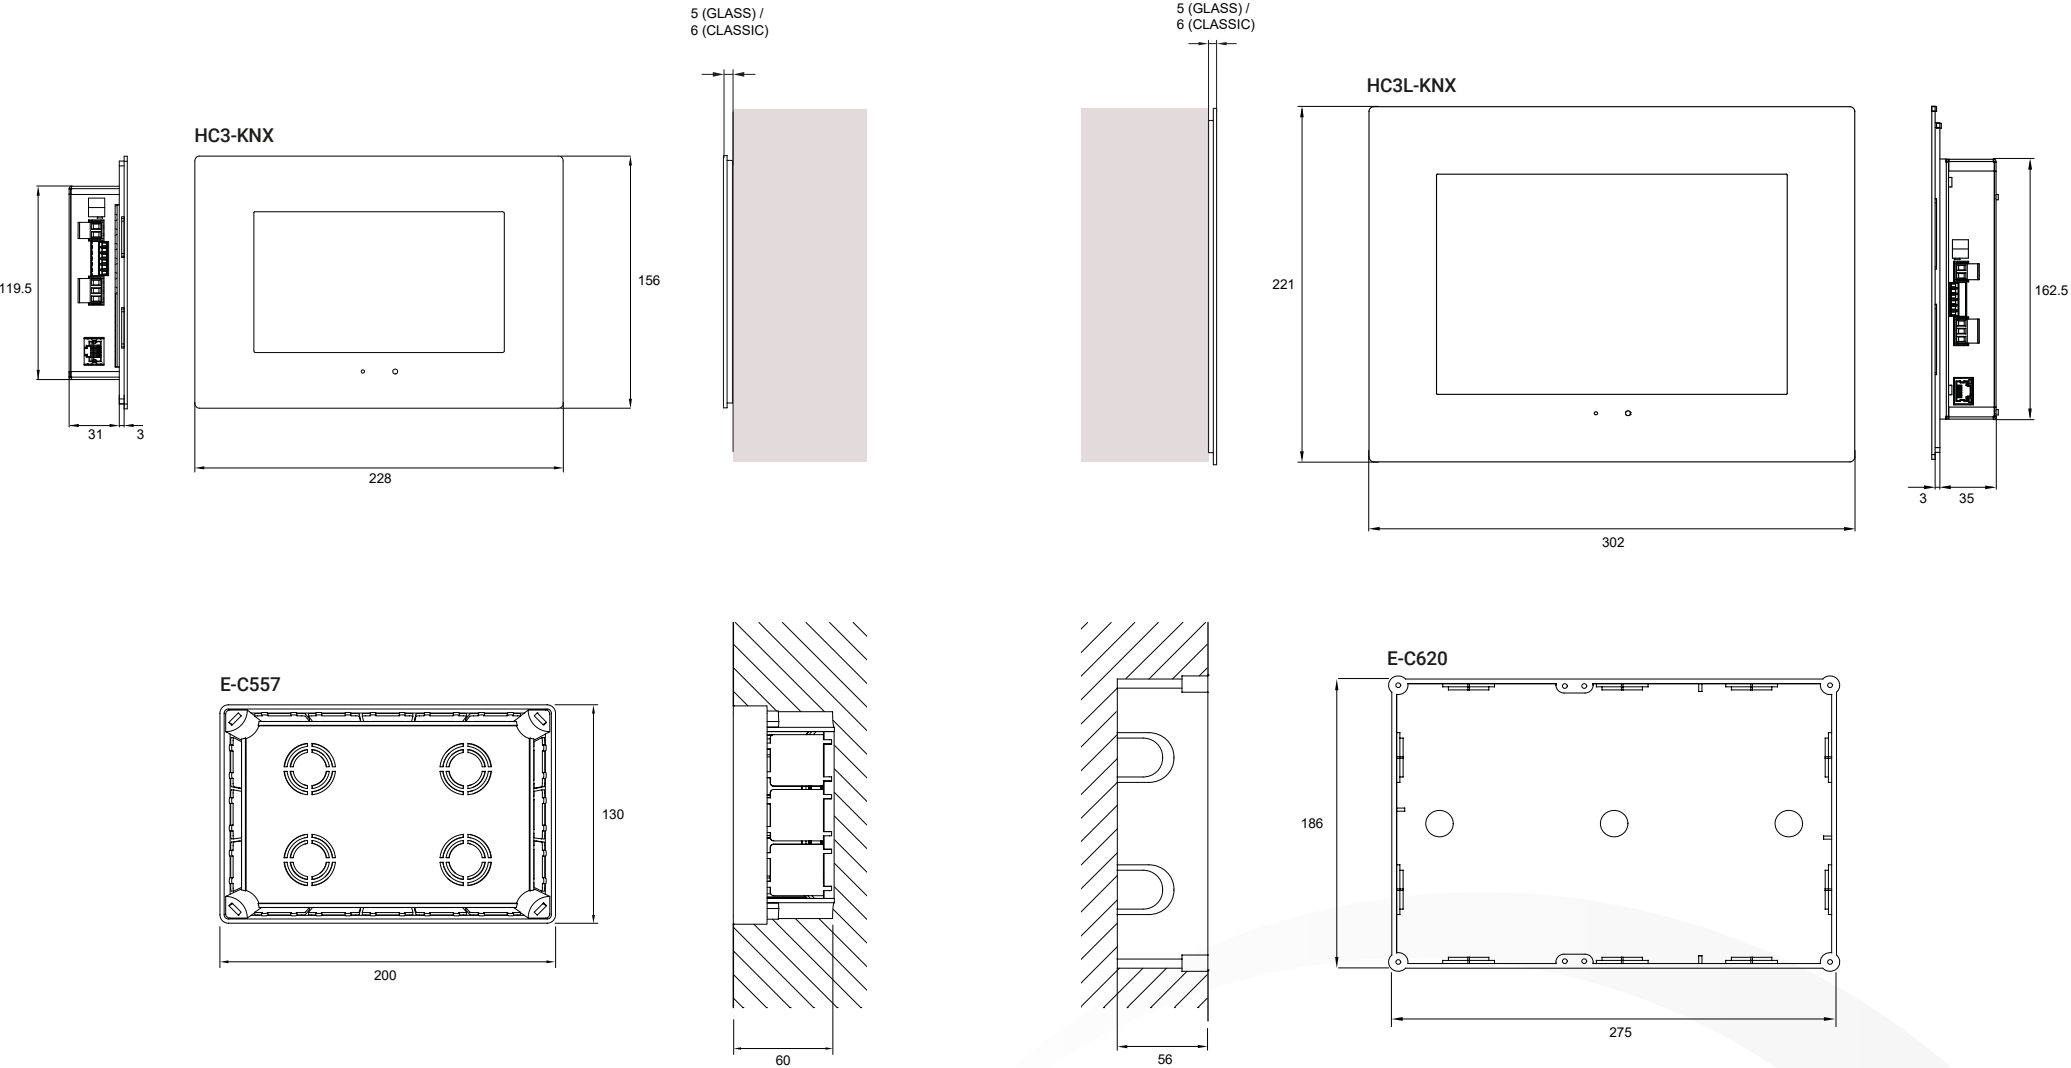 5 (GLASS) /
6 (CLASSIC)
5 (GLASS) /
6 (CLASSIC)
HC3-KNX
HC3L-KNX
119.5
156
221
162.5
31
3
228
3
35
302
E-C557
E-C620
130
186
200
275
60
56